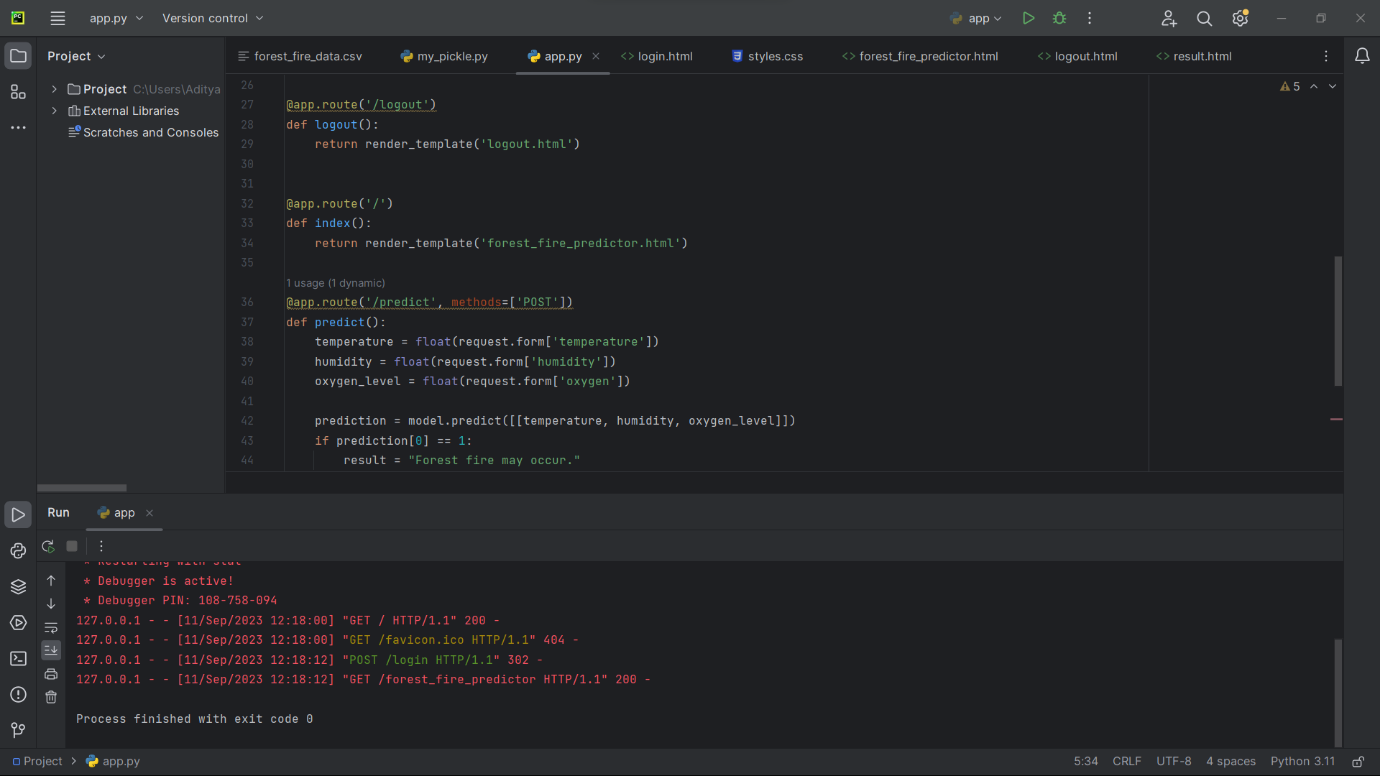 PC app.py Version control app
Project
forest_fire_data.csv my_pickle.py app.py login.html styles.css forest_fire_predictor.html logout.html result.html
Project C:\Users\Aditya
External Libraries
Scratches and Consoles
5
26
27 @app.route('/logout')
28 def logout():
29 return render_template('logout.html')
30
31
32 @app.route('/')
33 def index():
34 return render_template('forest_fire_predictor.html')
35
1 usage (1 dynamic)
36 @app.route('/predict', methods=['POST'])
37 def predict():
38 temperature = float(request.form['temperature'])
39 humidity = float(request.form['humidity'])
40 oxygen_level = float(request.form['oxygen'])
41
42 prediction = model.predict([[temperature, humidity, oxygen_level]])
43 if prediction[0] == 1:
44 result = "Forest fire may occur."
Run app
* Restarting with stat
* Debugger is active!
* Debugger PIN: 108-758-094
127.0.0.1 - - [11/Sep/2023 12:18:00] "GET / HTTP/1.1" 200 -
127.0.0.1 - - [11/Sep/2023 12:18:00] "GET /favicon.ico HTTP/1.1" 404 -
127.0.0.1 - - [11/Sep/2023 12:18:12] "POST /login HTTP/1.1" 302 -
127.0.0.1 - - [11/Sep/2023 12:18:12] "GET /forest_fire_predictor HTTP/1.1" 200 -
Process finished with exit code 0
Project app.py 5:34 CRLF UTF-8 4 spaces Python 3.11